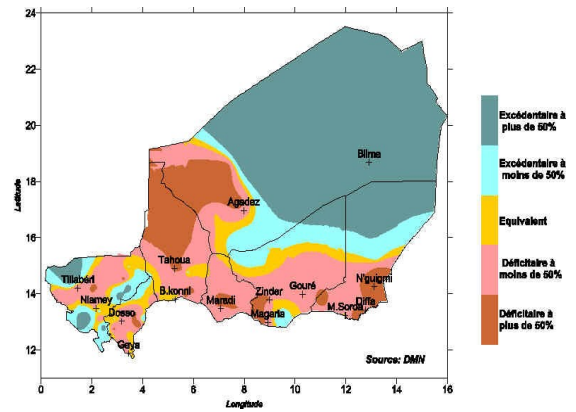 24
22
20
18
16
14
12
Latitude
0 2 4 6 8 10 12 14 16
Longitude
Bilma
Agadez
Tahoua
Tillabéri
Niamey
Dosso
Gaya
B.konni
Maradi
Zinder
Magaria
Gouré
N'guigmi
Diffa
M.Soroa
Source: DMN
Excédentaire à
plus de 50%
Excédentaire à
moins de 50%
Equivalent
Déficitaire à
moins de 50%
Déficitaire à
plus de 50%